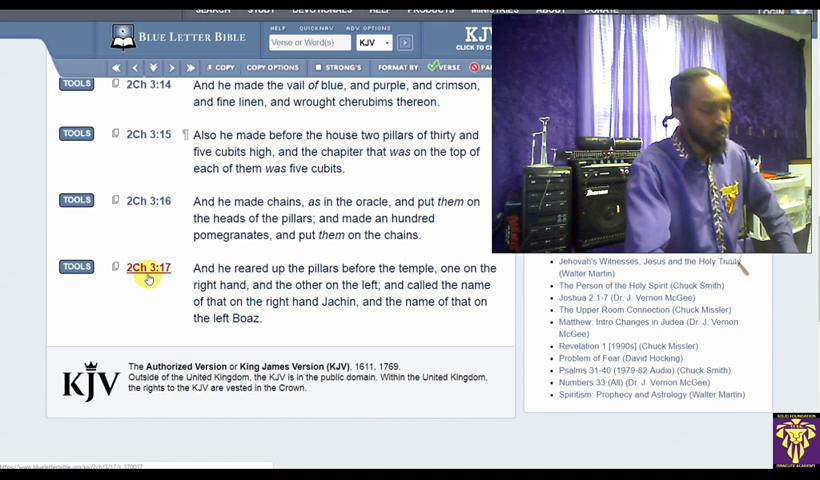 SEARCH STUDY DEVOTIONALS HELP PRODUCTS MINISTRIES ABOUT DONATE LOGIN
BLUE LETTER BIBLE
HELP QUICKNAV ADV OPTIONS
Verse or Word(s) KJV
KJV
CLICK TO
COPY COPY OPTIONS STRONG'S FORMAT BY VERSE
TOOLS 2Ch 3:14 And he made the vail of blue, and purple, and crimson,
and fine linen, and wrought cherubims thereon.
TOOLS 2Ch 3:15 ¶ Also he made before the house two pillars of thirty and
five cubits high, and the chapiter that was on the top of
each of them was five cubits.
TOOLS 2Ch 3:16 And he made chains, as in the oracle, and put them on
the heads of the pillars; and made an hundred
pomegranates, and put them on the chains.
TOOLS 2Ch 3:17 And he reared up the pillars before the temple, one on the
right hand, and the other on the left; and called the name
of that on the right hand Jachin, and the name of that on
the left Boaz.
KJV
The Authorized Version or King James Version (KJV), 1611, 1769.
Outside of the United Kingdom, the KJV is in the public domain. Within the United Kingdom,
the rights to the KJV are vested in the Crown.
Jehovah's Witnesses, Jesus and the Holy Trinity
(Walter Martin)
The Person of the Holy Spirit (Chuck Smith)
Joshua 2:1-7 (Dr. J. Vernon McGee)
The Upper Room Connection (Chuck Missler)
Matthew: Intro Changes in Judea (Dr. J. Vernon
McGee)
Revelation 1 [1990s] (Chuck Missler)
Problem of Fear (David Hocking)
Psalms 31-40 (1979-82 Audio) (Chuck Smith)
Numbers 33 (All) (Dr. J. Vernon McGee)
Spiritism: Prophecy and Astrology (Walter Martin)
Ibanez
SOLID FOUNDATION
ISRAELITE ACADEMY